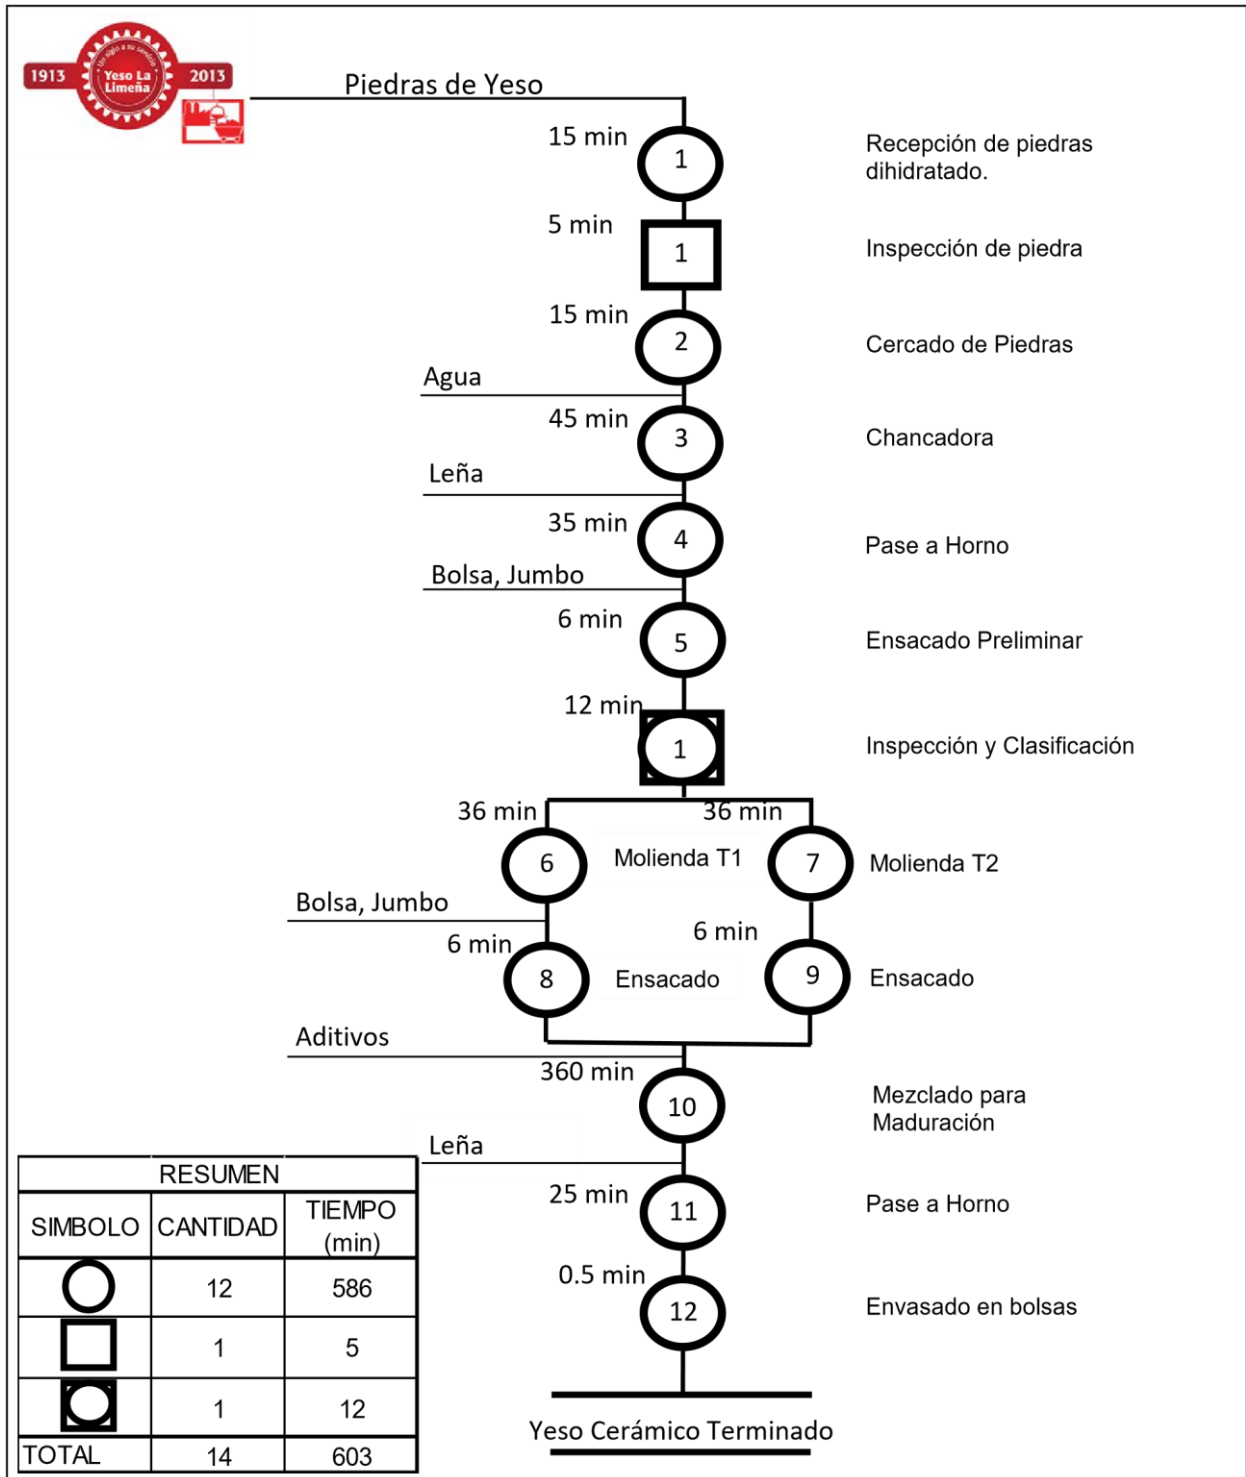 1913
Un siglo a su servicio
Yeso La
Limeña
2013
Piedras de Yeso
15 min
1
Recepción de piedras
dihidratado.
5 min
1
Inspección de piedra
15 min
2
Cercado de Piedras
Agua
45 min
3
Chancadora
Leña
35 min
4
Pase a Horno
Bolsa, Jumbo
6 min
5
Ensacado Preliminar
12 min
1
Inspección y Clasificación
36 min
36 min
6
Molienda T1
7
Molienda T2
Bolsa, Jumbo
6 min
6 min
8
Ensacado
9
Ensacado
Aditivos
360 min
10
Mezclado para
Maduración
Leña
25 min
11
Pase a Horno
0.5 min
12
Envasado en bolsas
Yeso Cerámico Terminado
RESUMEN
SIMBOLO CANTIDAD TIEMPO
(min)
12 586
1 5
1 12
TOTAL 14 603